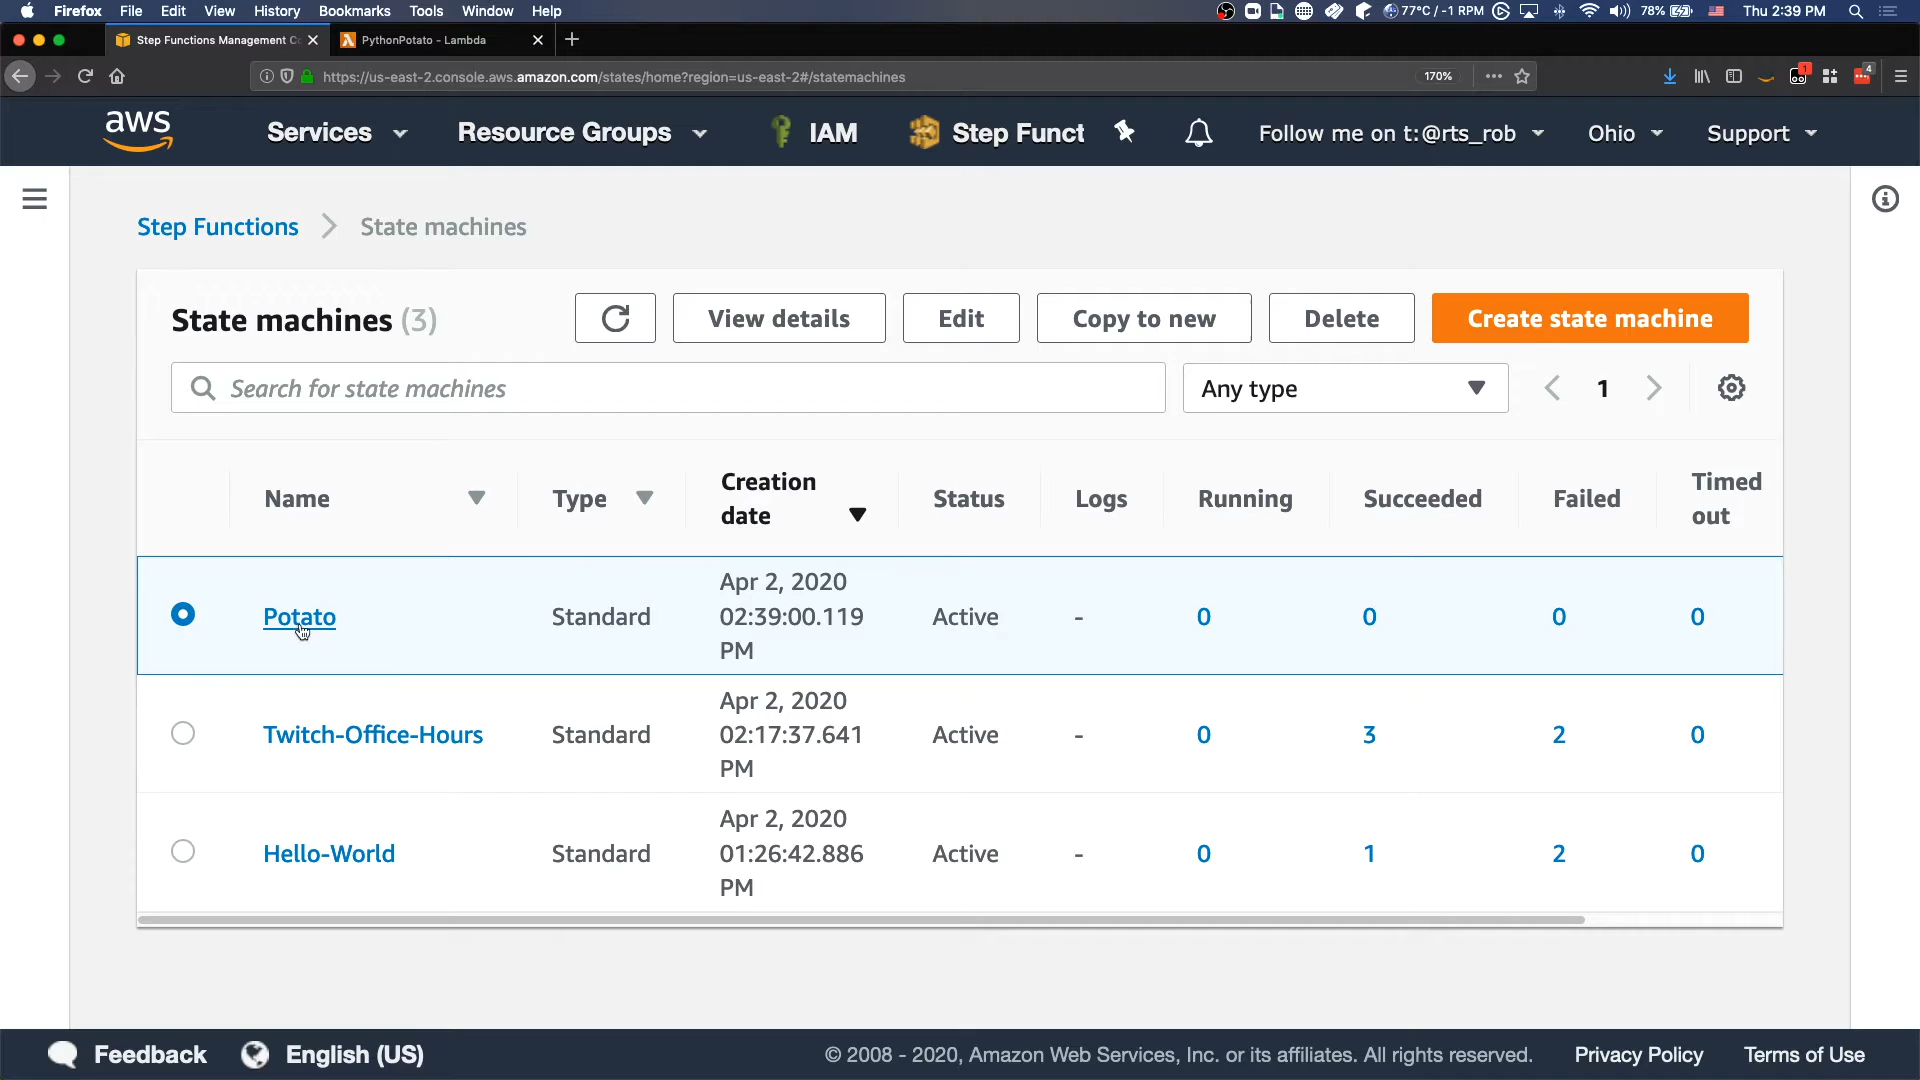 Firefox File Edit View History Bookmarks Tools Window Help 77°C / -1 RPM 78% Thu 2:39 PM
Step Functions Management Co PythonPotato - Lambda
https://us-east-2.console.aws.amazon.com/states/home?region=us-east-2#/statemachines 170% 1 4
aws Services Resource Groups IAM Step Funct Follow me on t:@rts_rob Ohio Support
Step Functions State machines
State machines (3) View details Edit Copy to new Delete Create state machine
Search for state machines Any type 1
Name Type Creation date Status Logs Running Succeeded Failed Timed out
Potato Standard Apr 2, 2020 02:39:00.119 PM Active - 0 0 0 0
Twitch-Office-Hours Standard Apr 2, 2020 02:17:37.641 PM Active - 0 3 2 0
Hello-World Standard Apr 2, 2020 01:26:42.886 PM Active - 0 1 2 0
Feedback English (US) © 2008 - 2020, Amazon Web Services, Inc. or its affiliates. All rights reserved. Privacy Policy Terms of Use